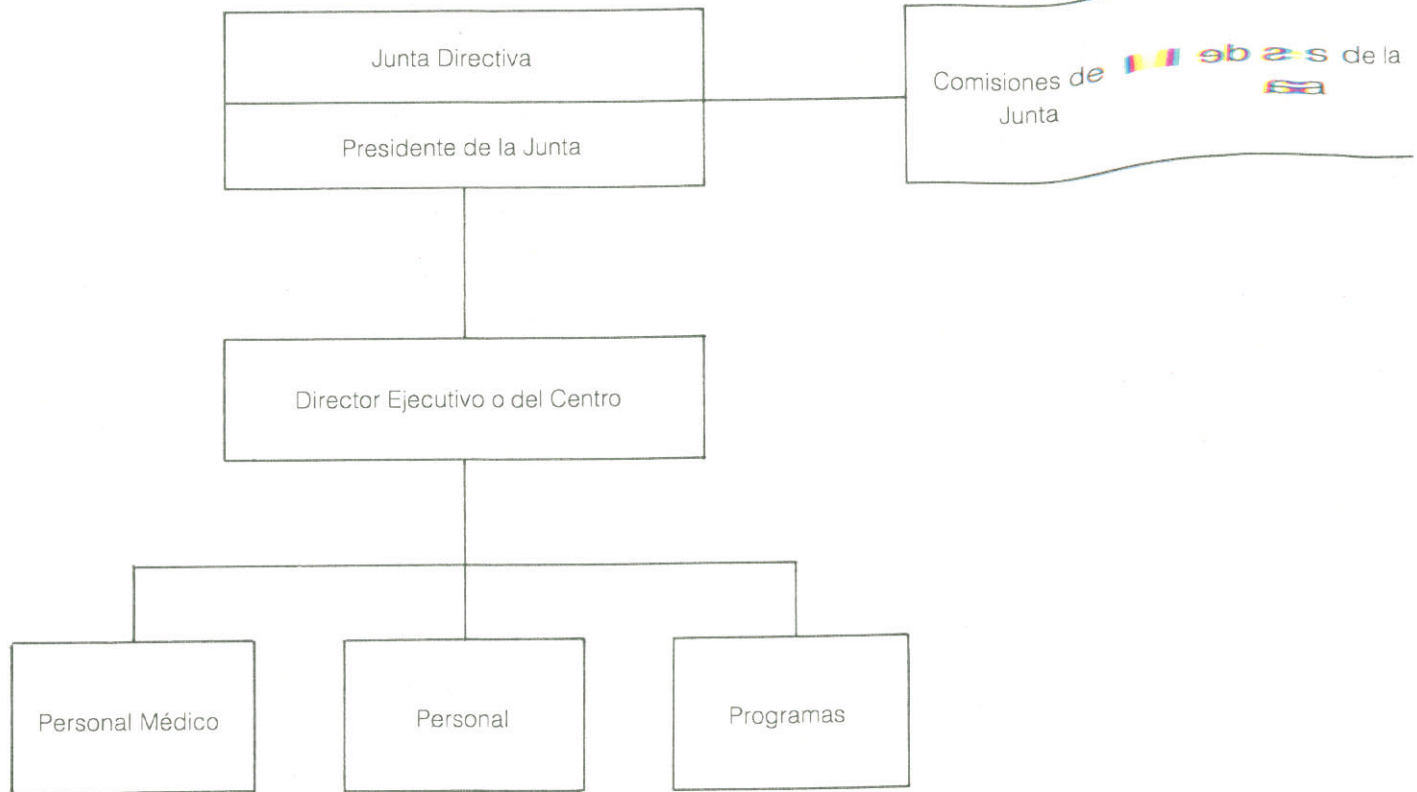 Junta Directiva
Presidente de la Junta
Comisiones de de la
Junta
Director Ejecutivo o del Centro
Personal Médico
Personal
Programas